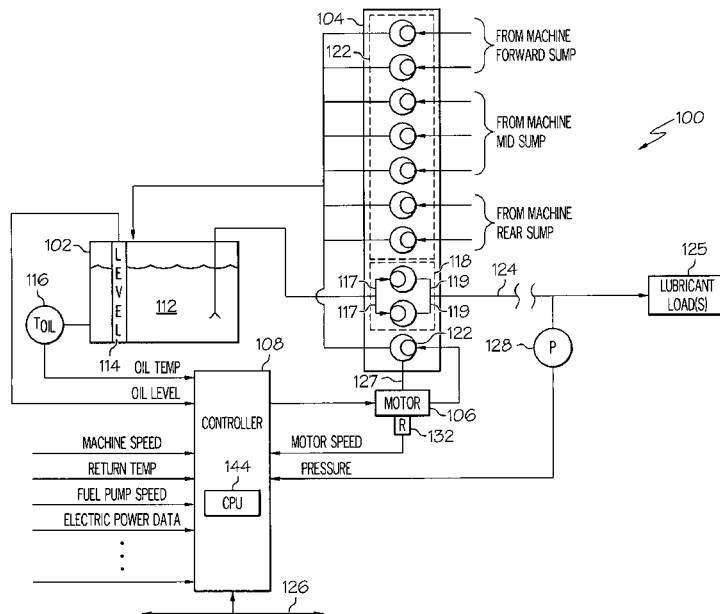 104
122
FROM MACHINE
FORWARD SUMP
FROM MACHINE
MID SUMP
100
FROM MACHINE
REAR SUMP
102
LEVEL
112
116
TOIL
114
118
117
119
117
119
124
125
LUBRICANT
LOAD(S)
128
P
122
127
108
OIL TEMP
OIL LEVEL
CONTROLLER
MOTOR
106
R
132
MACHINE SPEED
MOTOR SPEED
RETURN TEMP
144
PRESSURE
FUEL PUMP SPEED
CPU
ELECTRIC POWER DATA
126